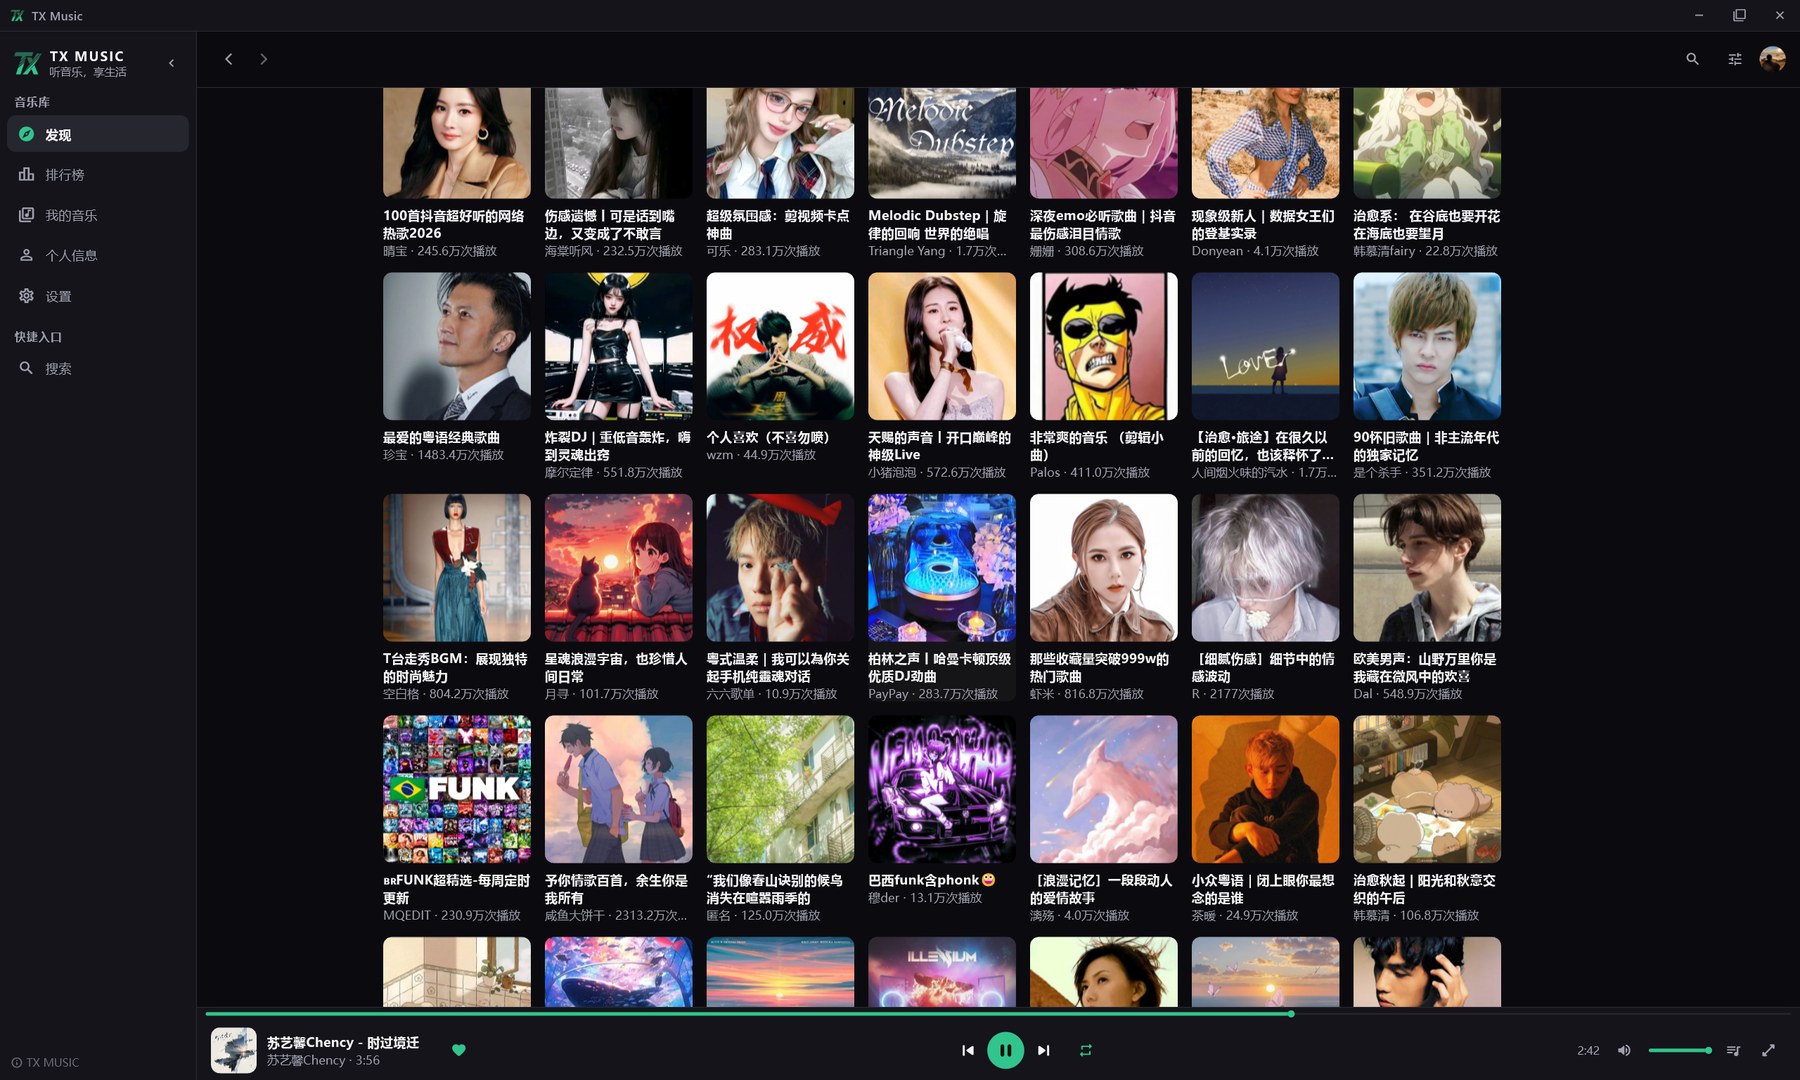 TX Music
TX MUSIC
听音乐，享生活
音乐库
发现
排行榜
我的音乐
个人信息
设置
快捷入口
搜索
TX MUSIC
Melodic
Dubstep
100首抖音超好听的网络
热歌2026
晴宝 · 245.6万次播放
伤感遗憾丨可是话到嘴
边，又变成了不敢言
海棠听风 · 232.5万次播放
超级氛围感：剪视频卡点
神曲
可乐 · 283.1万次播放
Melodic Dubstep | 旋
律的回响 世界的绝唱
Triangle Yang · 1.7万次...
深夜emo必听歌曲 | 抖音
最伤感泪目情歌
姗姗 · 308.6万次播放
现象级新人 | 数据女王们
的登基实录
Donyean · 4.1万次播放
治愈系： 在谷底也要开花
在海底也要望月
韩慕清fairy · 22.8万次播放
权威
LOVE
最爱的粤语经典歌曲
珍宝 · 1483.4万次播放
炸裂DJ | 重低音轰炸，嗨
到灵魂出窍
摩尔定律 · 551.8万次播放
个人喜欢（不喜勿喷）
wzm · 44.9万次播放
天赐的声音丨开口巅峰的
神级Live
小猪泡泡 · 572.6万次播放
非常爽的音乐 （剪辑小
曲）
Palos · 411.0万次播放
【治愈•旅途】在很久以
前的回忆，也该释怀了...
人间烟火味的汽水 · 1.7万...
90怀旧歌曲 | 非主流年代
的独家记忆
是个杀手 · 351.2万次播放
T台走秀BGM：展现独特
的时尚魅力
空白格 · 804.2万次播放
星魂浪漫宇宙，也珍惜人
间日常
月寻 · 101.7万次播放
粤式温柔 | 我可以為你关
起手机纯靈魂对话
六六歌单 · 10.9万次播放
柏林之声丨哈曼卡顿顶级
优质DJ劲曲
PayPay · 283.7万次播放
那些收藏量突破999w的
热门歌曲
虾米 · 816.8万次播放
［细腻伤感］细节中的情
感波动
R · 2177次播放
欧美男声：山野万里你是
我藏在微风中的欢喜
Dal · 548.9万次播放
FUNK
BRFUNK超精选-每周定时
更新
MQEDIT · 230.9万次播放
予你情歌百首，余生你是
我所有
咸鱼大饼干 · 2313.2万次...
“我们像春山诀别的候鸟
消失在喧嚣雨季的
匿名 · 125.0万次播放
巴西funk含phonk😀
穆der · 13.1万次播放
［浪漫记忆］一段段动人
的爱情故事
漓殇 · 4.0万次播放
小众粤语 | 闭上眼你最想
念的是谁
茶暖 · 24.9万次播放
治愈秋起 | 阳光和秋意交
织的午后
韩慕清 · 106.8万次播放
ILLENIUM
苏艺馨Chency - 时过境迁
苏艺馨Chency · 3:56
2:42